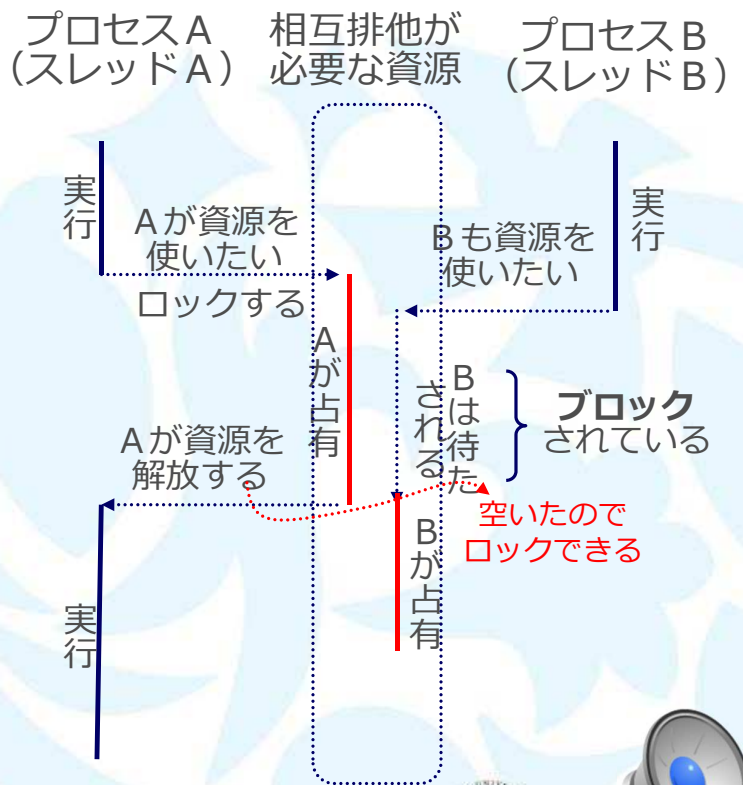 プロセスA
（スレッドA）
相互排他が
必要な資源
プロセスB
（スレッドB）
実行
Aが資源を
使いたい
ロックする
Bも資源を
使いたい
実行
Aが占有
Bは待た
される
ブロック
されている
Aが資源を
解放する
空いたので
ロックできる
Bが占有
実行